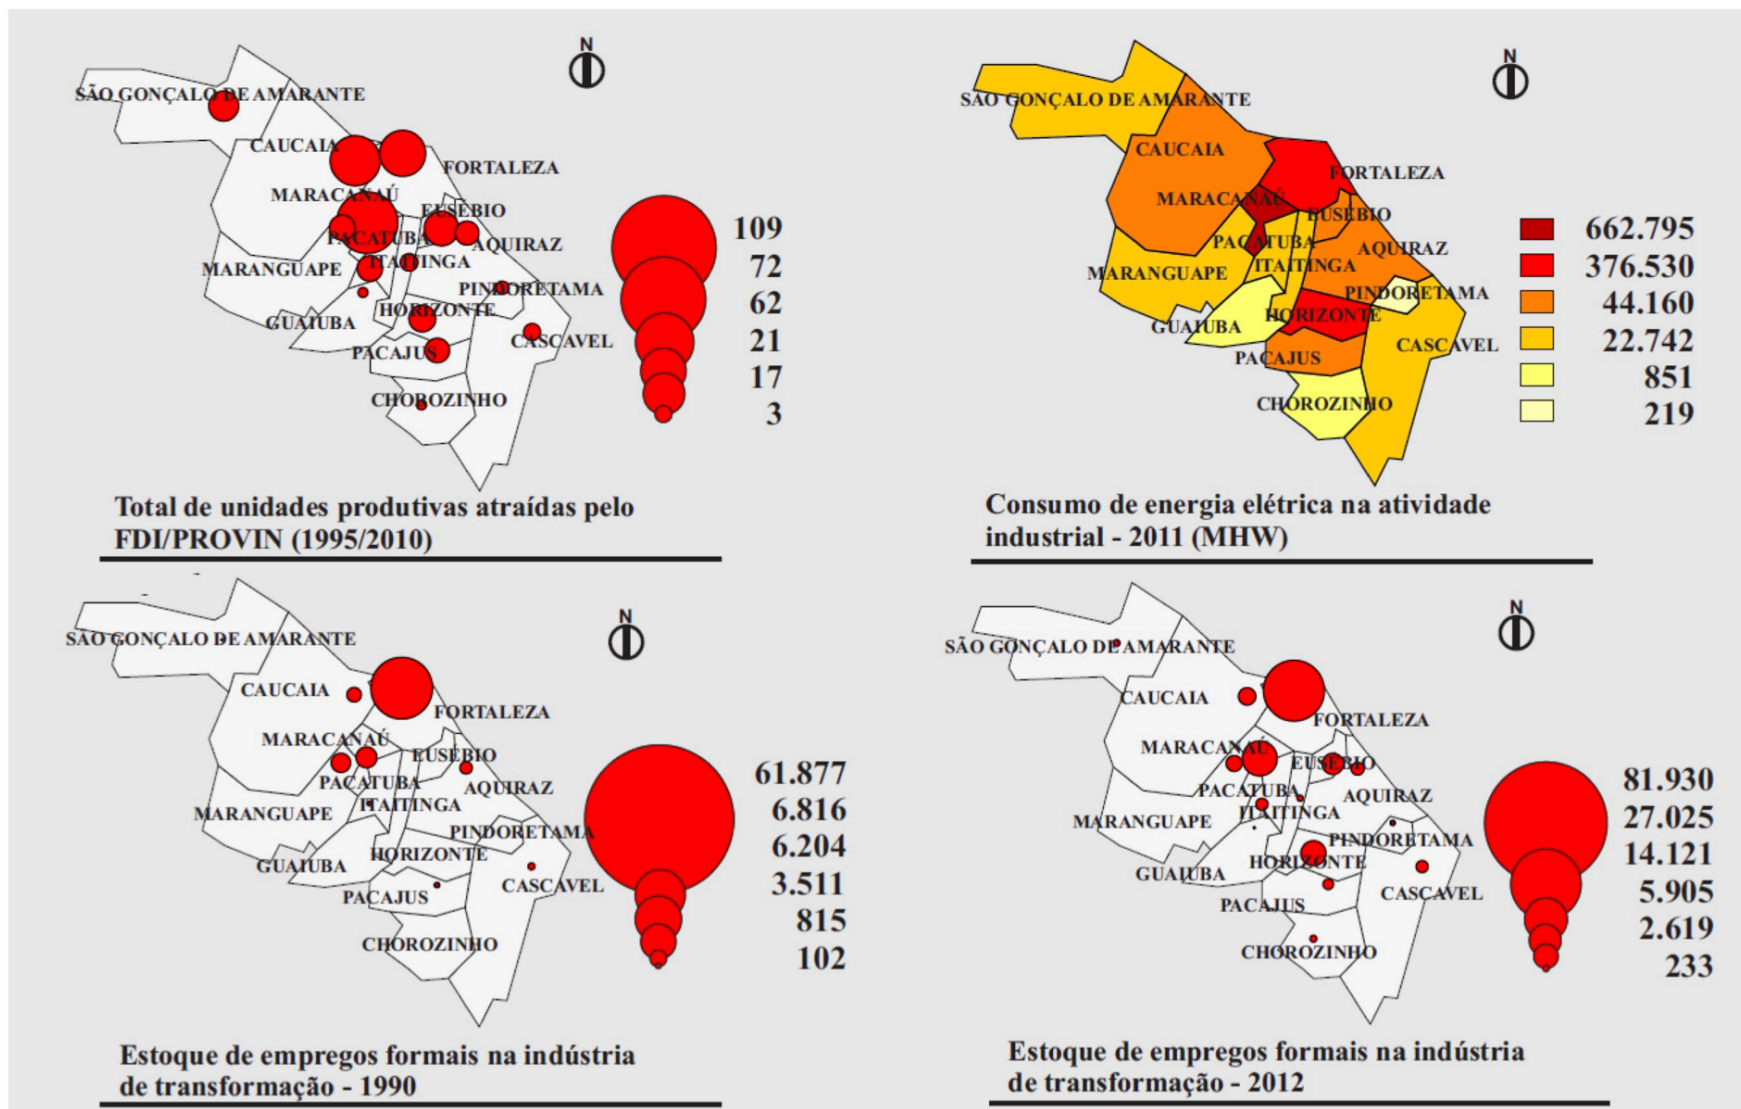 N
SÃO GONÇALO DE AMARANTE
CAUCAIA
FORTALEZA
MARACANAÚ
EUSÉBIO
PACATUBA
AQUIRAZ
MARANGUAPE
ITAITINGA
PINDORETAMA
HORIZONTE
GUAIUBA
CASCAVEL
PACAJUS
CHOROZINHO
109
72
62
21
17
3
Total de unidades produtivas atraídas pelo
FDI/PROVIN (1995/2010)
N
SÃO GONÇALO DE AMARANTE
CAUCAIA
FORTALEZA
MARACANAÚ
EUSÉBIO
PACATUBA
AQUIRAZ
MARANGUAPE
ITAITINGA
PINDORETAMA
HORIZONTE
GUAIUBA
CASCAVEL
PACAJUS
CHOROZINHO
662.795
376.530
44.160
22.742
851
219
Consumo de energia elétrica na atividade
industrial - 2011 (MHW)
N
SÃO GONÇALO DE AMARANTE
CAUCAIA
FORTALEZA
MARACANAÚ
EUSÉBIO
PACATUBA
AQUIRAZ
MARANGUAPE
ITAITINGA
PINDORETAMA
HORIZONTE
GUAIUBA
CASCAVEL
PACAJUS
CHOROZINHO
61.877
6.816
6.204
3.511
815
102
Estoque de empregos formais na indústria
de transformação - 1990
N
SÃO GONÇALO DE AMARANTE
CAUCAIA
FORTALEZA
MARACANAÚ
EUSÉBIO
PACATUBA
AQUIRAZ
MARANGUAPE
ITAITINGA
PINDORETAMA
HORIZONTE
GUAIUBA
CASCAVEL
PACAJUS
CHOROZINHO
81.930
27.025
14.121
5.905
2.619
233
Estoque de empregos formais na indústria
de transformação - 2012